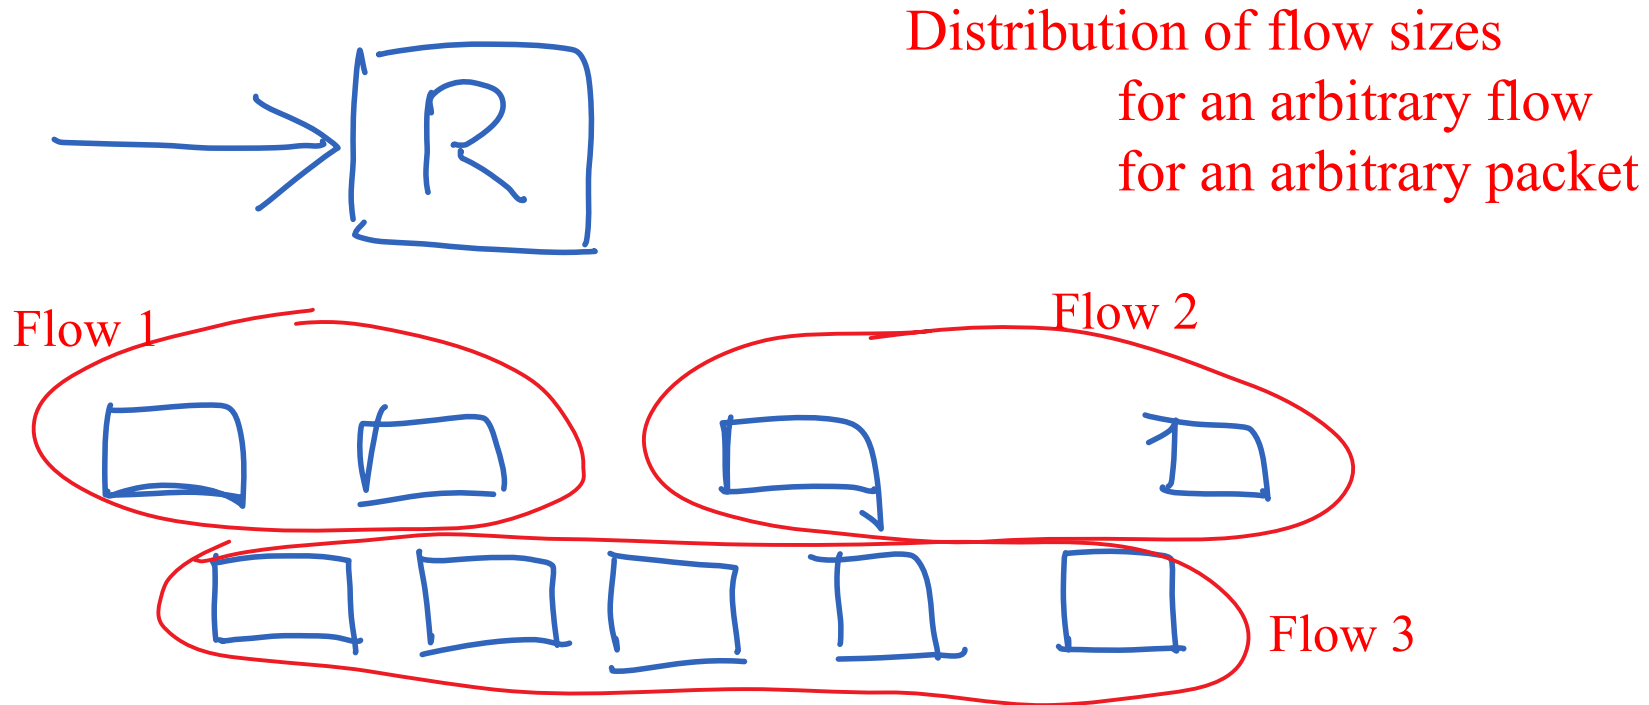 Distribution of flow sizes
for an arbitrary flow
for an arbitrary packet
R
Flow 1
Flow 2
Flow 3